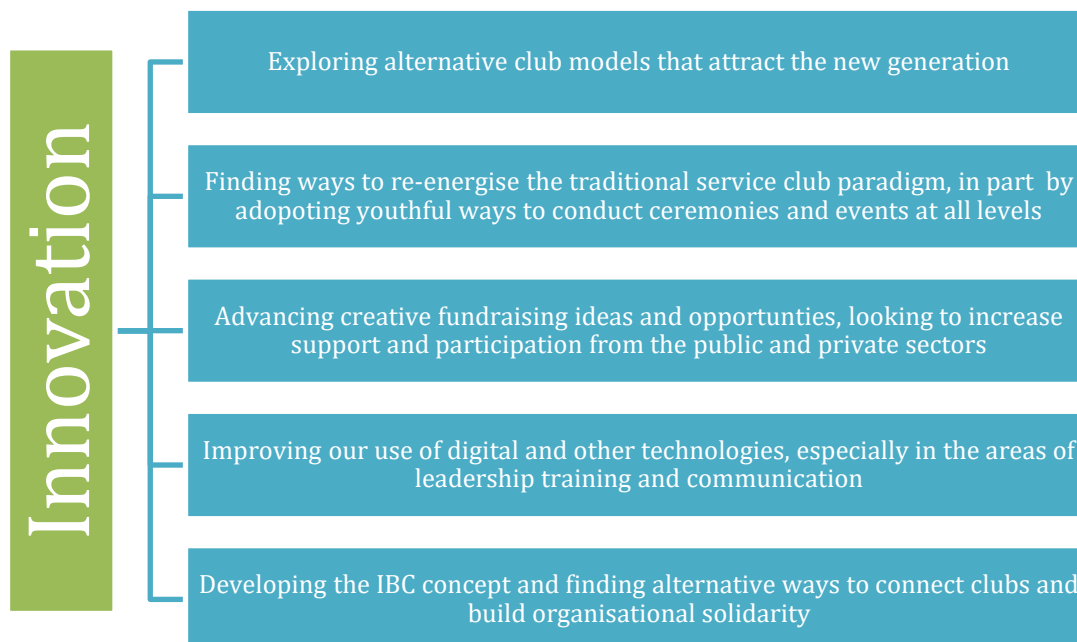 Innovation
Exploring alternative club models that attract the new generation
Finding ways to re-energise the traditional service club paradigm, in part by
adopoting youthful ways to conduct ceremonies and events at all levels
Advancing creative fundraising ideas and opportunties, looking to increase
support and participation from the public and private sectors
Improving our use of digital and other technologies, especially in the areas of
leadership training and communication
Developing the IBC concept and finding alternative ways to connect clubs and
build organisational solidarity